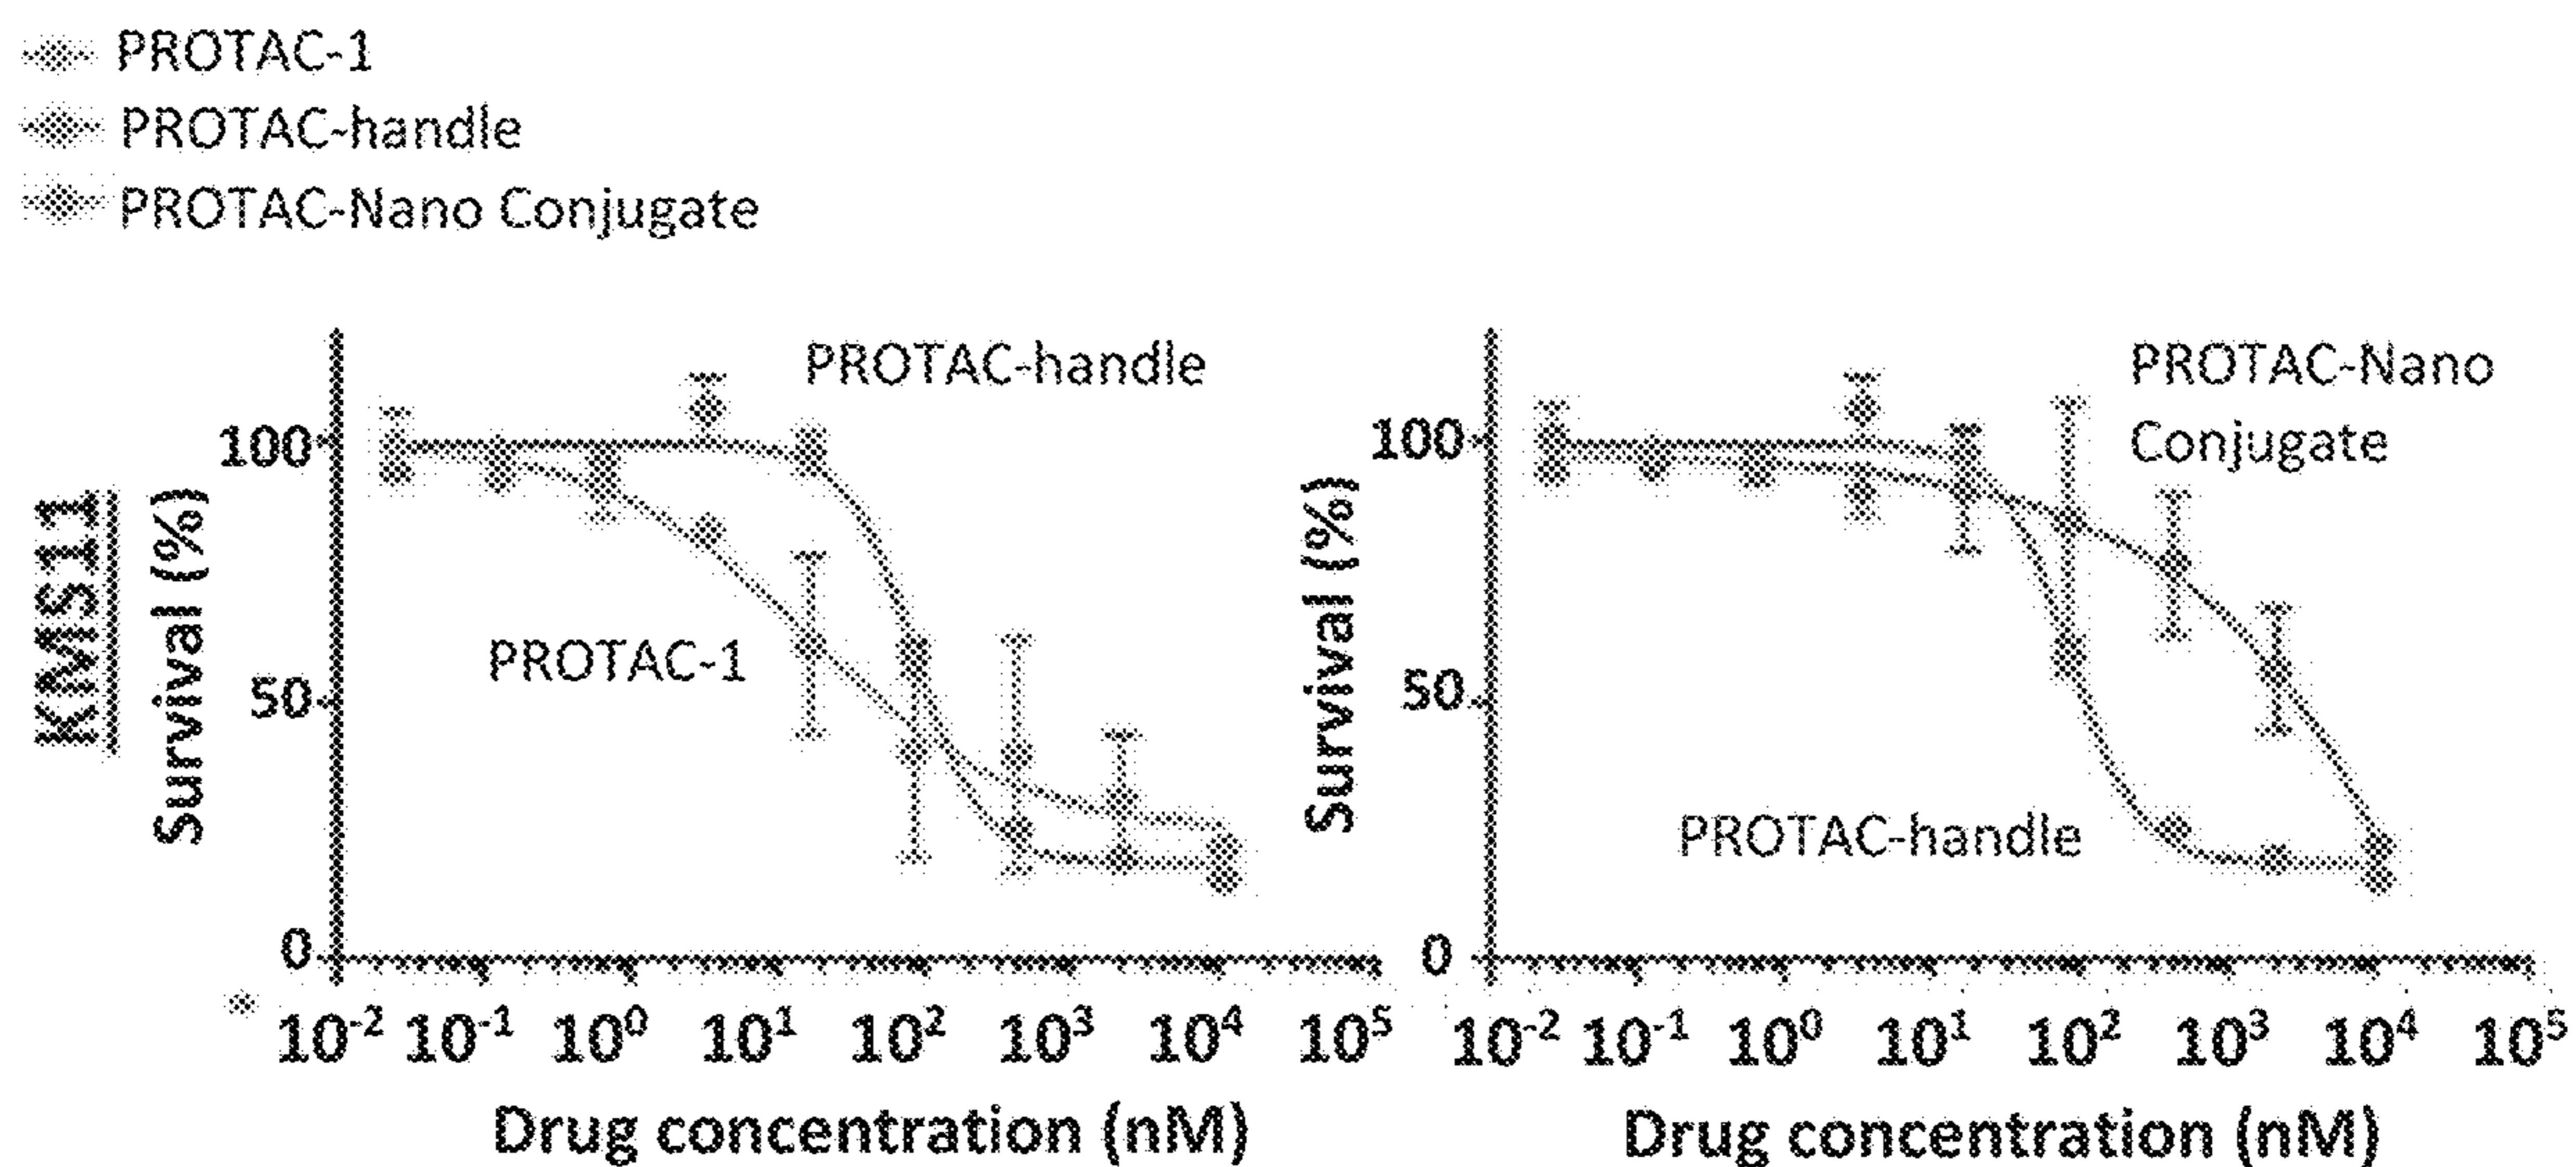 PROTAC-1
PROTAC-handle
PROTAC-Nano Conjugate
KMS11
Survival (%)
100
50
0
PROTAC-handle
PROTAC-1
10⁻² 10⁻¹ 10⁰ 10¹ 10² 10³ 10⁴ 10⁵
Drug concentration (nM)
Survival (%)
100
50
0
PROTAC-Nano
Conjugate
PROTAC-handle
10⁻² 10⁻¹ 10⁰ 10¹ 10² 10³ 10⁴ 10⁵
Drug concentration (nM)